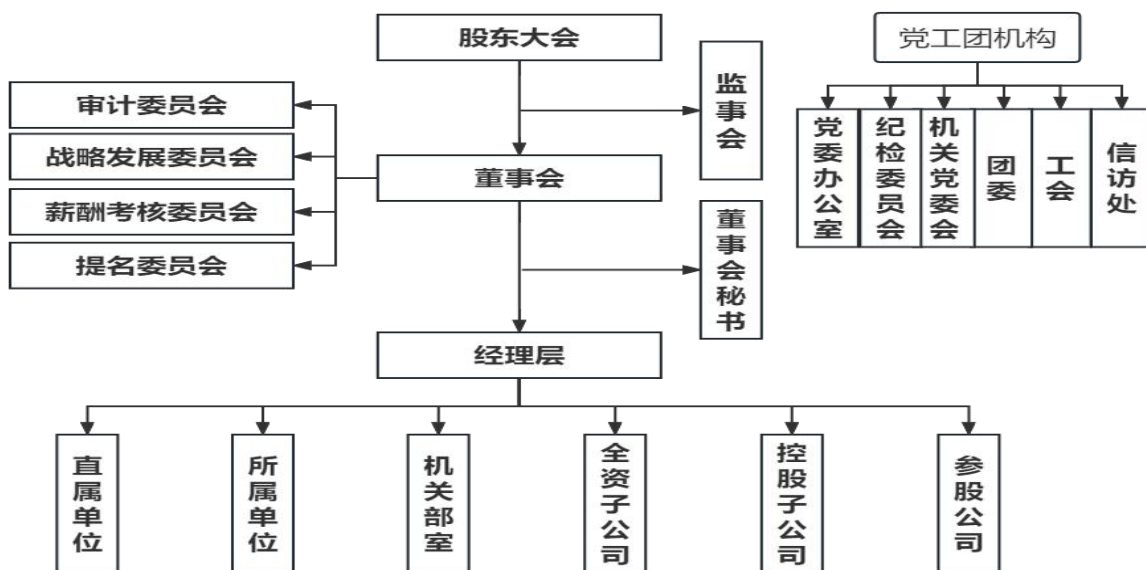 股东大会
党工团机构
监事会
审计委员会
战略发展委员会
薪酬考核委员会
提名委员会
董事会
党委办公室
纪检委员会
机关党委会
团委
工会
信访处
董事会秘书
经理层
直属单位
所属单位
机关部室
全资子公司
控股子公司
参股公司